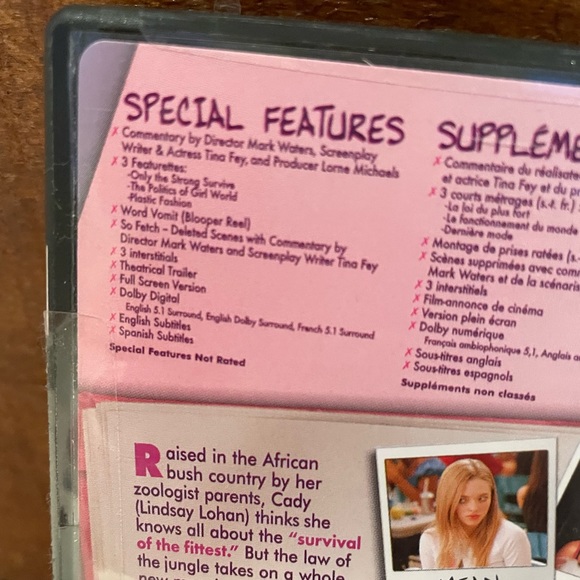 SPECIAL FEATURES
✗ Commentary by Director Mark Waters, Screenplay
Writer & Actress Tina Fey, and Producer Lorne Michaels
✗ 3 Featurettes:
-Only the Strong Survive
-The Politics of Girl World
-Plastic Fashion
✗ Word Vomit (Blooper Reel)
✗ So Fetch – Deleted Scenes with Commentary by
Director Mark Waters and Screenplay Writer Tina Fey
✗ 3 interstitials
✗ Theatrical Trailer
✗ Full Screen Version
✗ Dolby Digital
English 5.1 Surround, English Dolby Surround, French 5.1 Surround
✗ English Subtitles
✗ Spanish Subtitles
Special Features Not Rated
SUPPLÉME
✗ Commentaire du réalisate
et actrice Tina Fey et du p
✗ 3 courts métrages (s.-t. fr.)
-La loi du plus fort
-Le fonctionnement du monde
-Dernière mode
✗ Montage de prises ratées (s.-
✗ Scènes supprimées avec com
Mark Waters et de la scénaris
✗ 3 interstitiels
✗ Film-annonce de cinéma
✗ Version plein écran
✗ Dolby numérique
Français ambiophonique 5,1, Anglais a
✗ Sous-titres anglais
✗ Sous-titres espagnols
Suppléments non classés
Raised in the African
bush country by her
zoologist parents, Cady
(Lindsay Lohan) thinks she
knows all about the “survival
of the fittest.” But the law of
the jungle takes on a whole